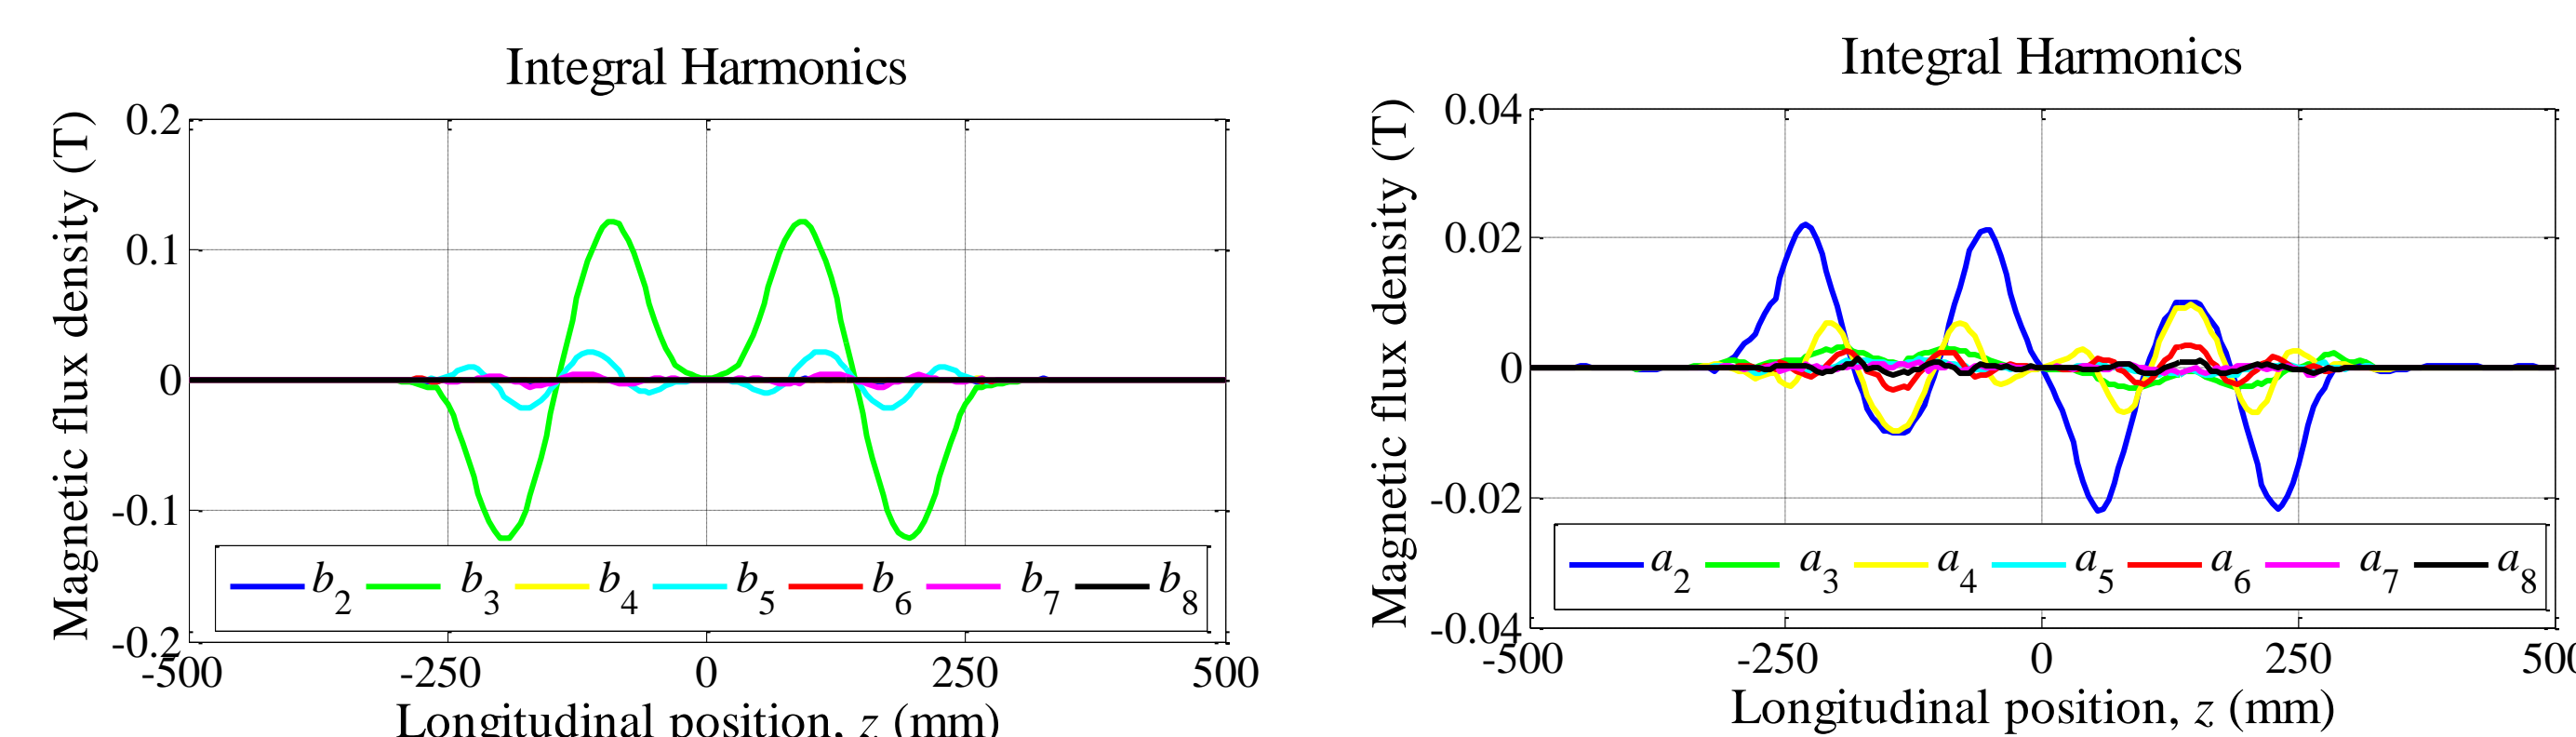 Integral Harmonics
Magnetic flux density (T)
0.2
0.1
0
-0.1
-0.2
b2 b3 b4 b5 b6 b7 b8
-500 -250 0 250 500
Longitudinal position, z (mm)
Integral Harmonics
Magnetic flux density (T)
0.04
0.02
0
-0.02
-0.04
a2 a3 a4 a5 a6 a7 a8
-500 -250 0 250 500
Longitudinal position, z (mm)